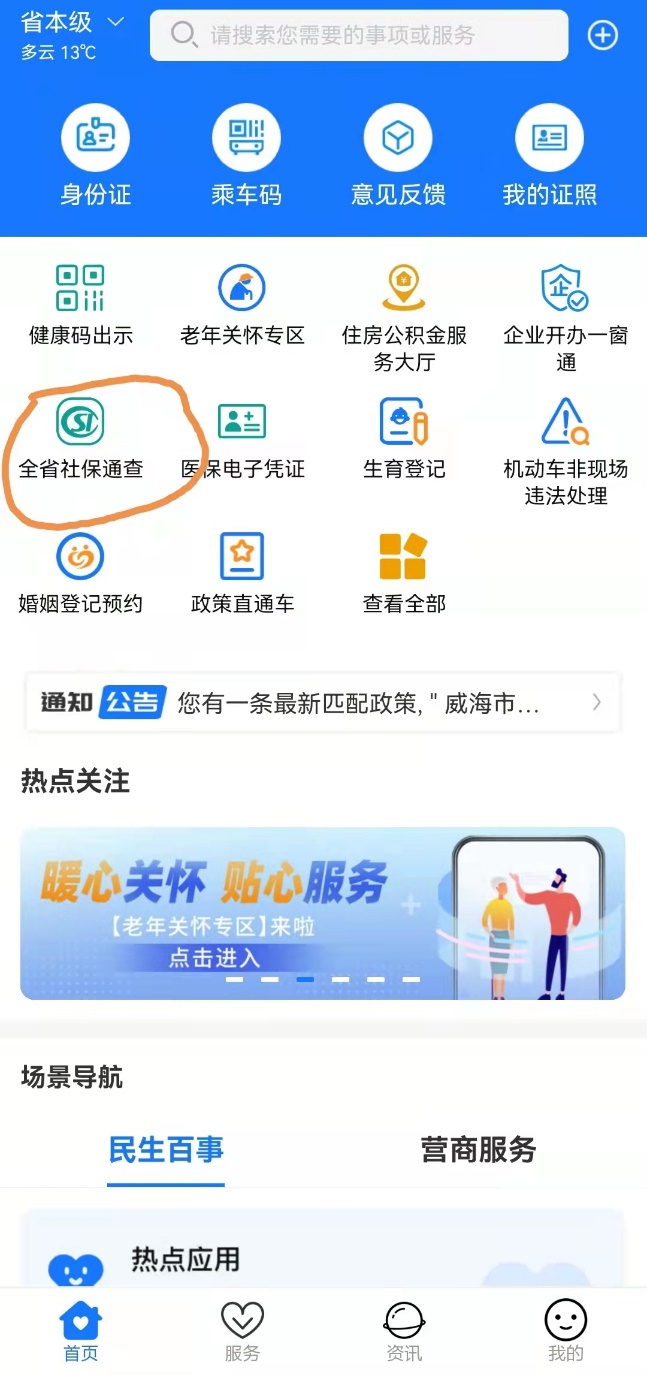 省本级
多云 13℃
请搜索您需要的事项或服务
身份证
乘车码
意见反馈
我的证照
健康码出示
老年关怀专区
住房公积金服
务大厅
企业开办一窗
通
全省社保通查
医保电子凭证
生育登记
机动车非现场
违法处理
婚姻登记预约
政策直通车
查看全部
通知 公告 您有一条最新匹配政策, " 威海市...
热点关注
暖心关怀 贴心服务
【老年关怀专区】来啦
点击进入
场景导航
民生百事
营商服务
热点应用
首页
服务
资讯
我的